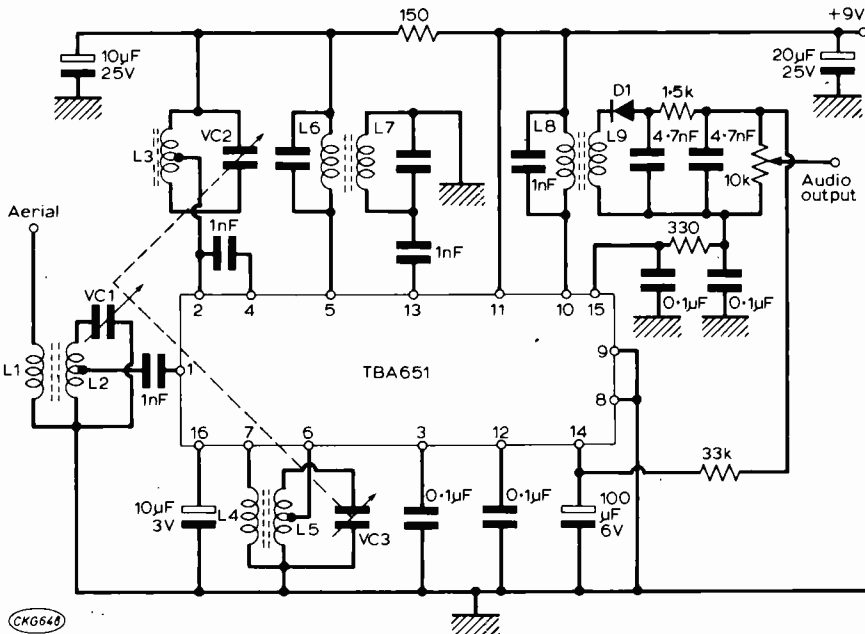 +9V
150
10µF
25V
20µF
25V
D1
1·5k
L3
VC2
L6
L7
L8
L9
4·7nF
4·7nF
1nF
10k
Audio
output
Aerial
1nF
1nF
330
0·1µF
0·1µF
VC1
L1
L2
1nF
2
4
5
13
11
10
15
1
TBA651
9
8
16
7
6
3
12
14
10µF
3V
L4
L5
VC3
0·1µF
0·1µF
100
µF
6V
33k
CKG648